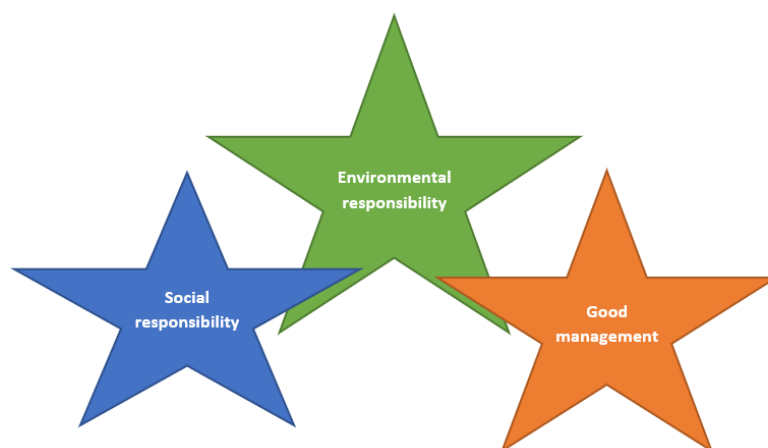 Environmental
responsibility
Social
responsibility
Good
management